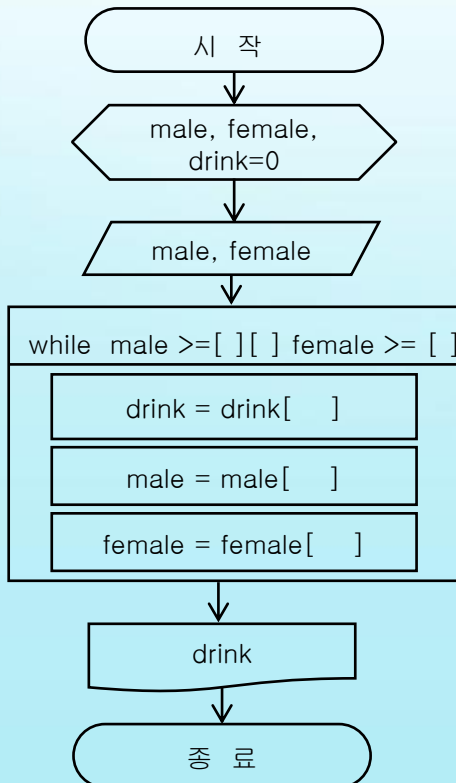 시 작
male, female,
drink=0
male, female
while male >=[ ][ ] female >= [ ]
drink = drink[ ]
male = male[ ]
female = female[ ]
drink
종 료